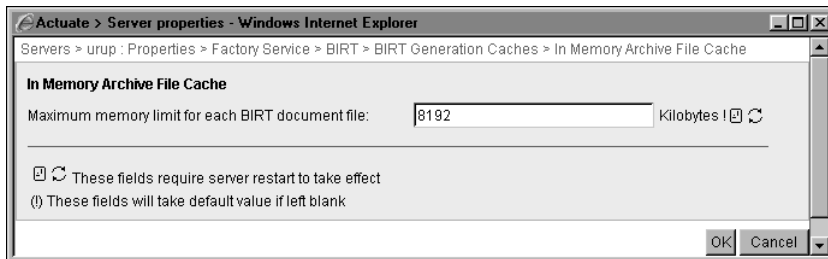 Actuate > Server properties - Windows Internet Explorer
Servers > urup : Properties > Factory Service > BIRT > BIRT Generation Caches > In Memory Archive File Cache
In Memory Archive File Cache
Maximum memory limit for each BIRT document file: 8192 Kilobytes !
These fields require server restart to take effect
(!) These fields will take default value if left blank
OK Cancel